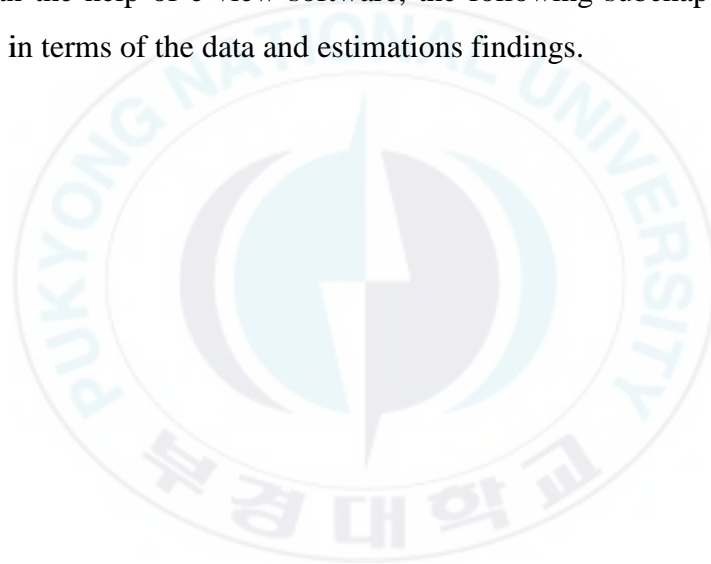 the help of e-view software, the following
in terms of the data and estimations findings.
PUKYONG NATIONAL UNIVERSITY
부경대학교